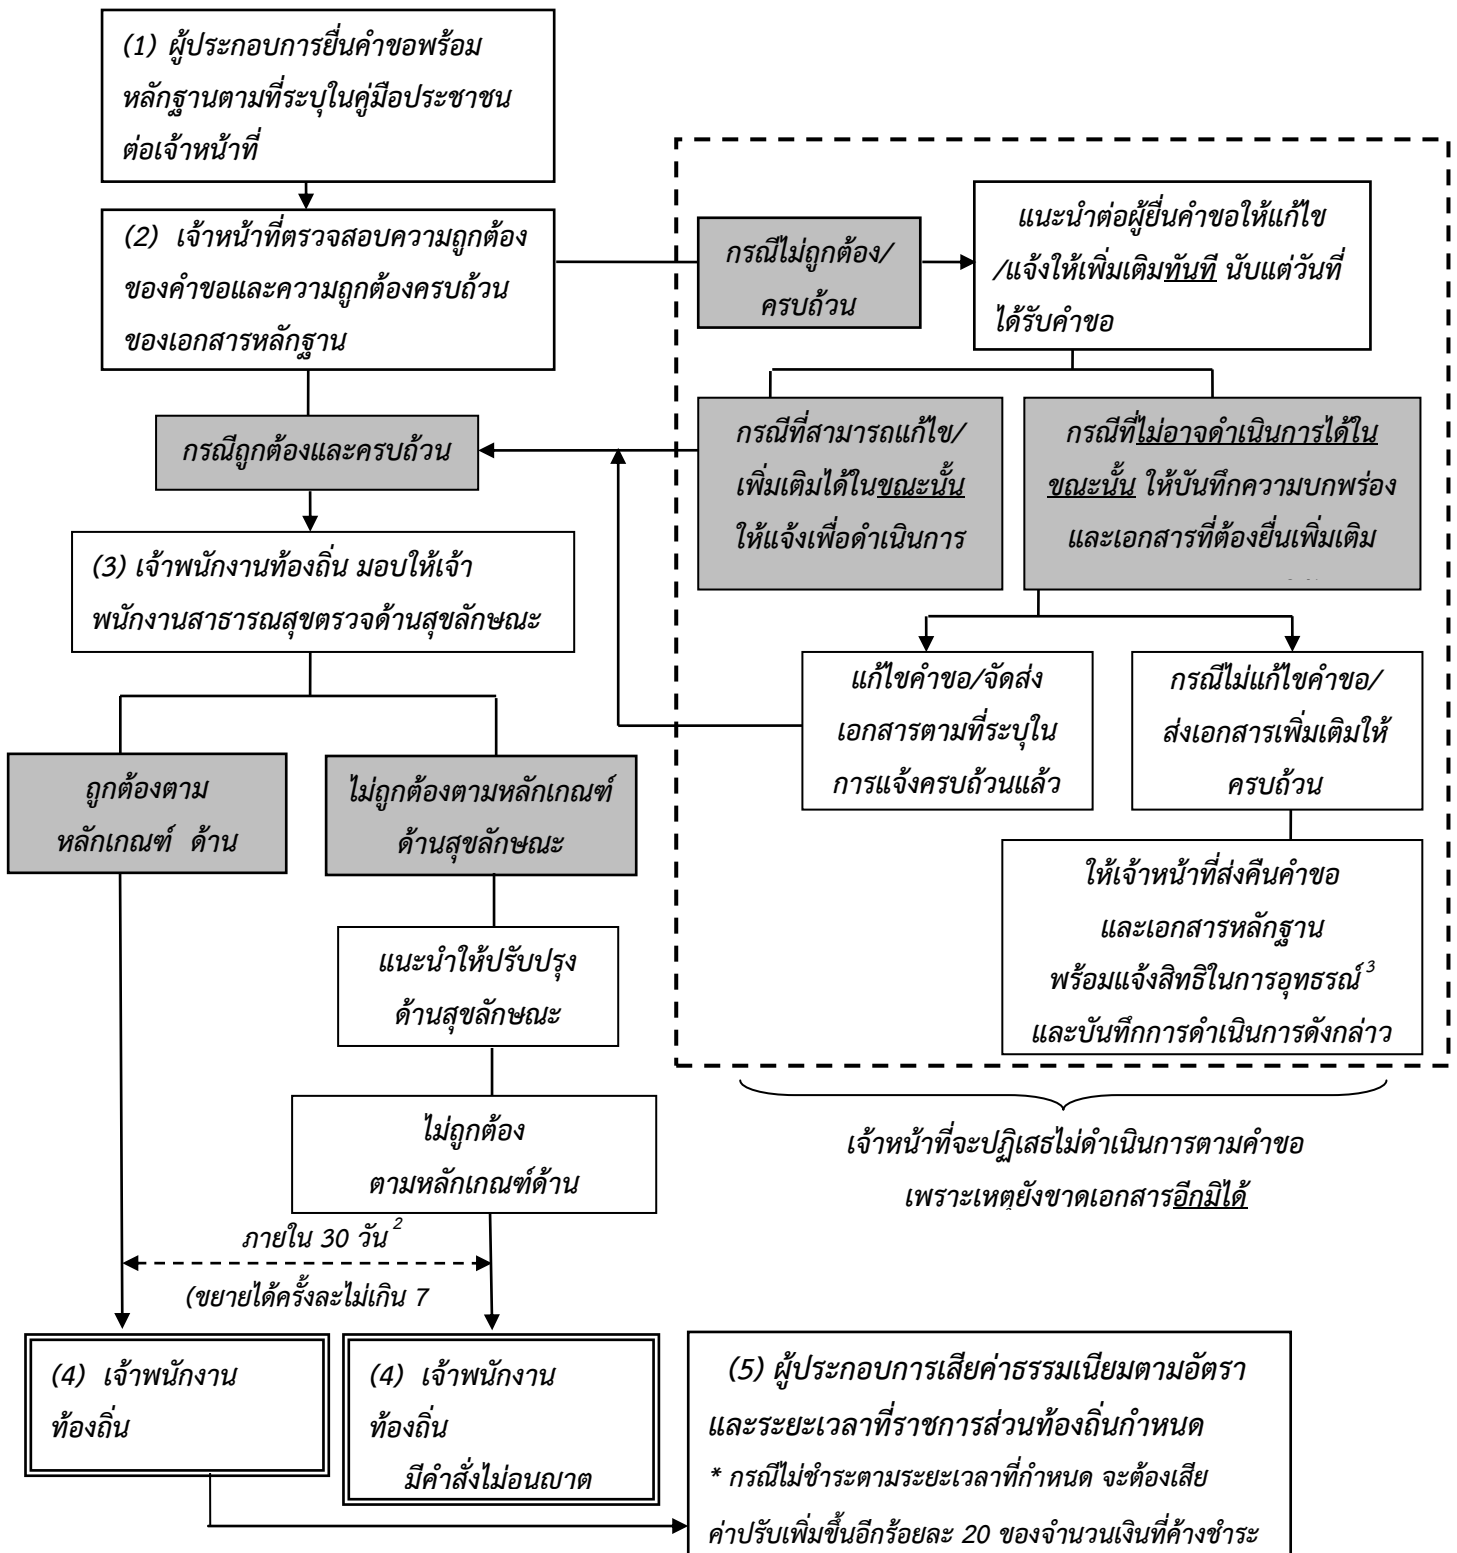 (1) ผู้ประกอบการยื่นคำขอพร้อม
หลักฐานตามที่ระบุในคู่มือประชาชน
ต่อเจ้าหน้าที่
(2) เจ้าหน้าที่ตรวจสอบความถูกต้อง
ของคำขอและความถูกต้องครบถ้วน
ของเอกสารหลักฐาน
กรณีไม่ถูกต้อง/
ครบถ้วน
แนะนำต่อผู้ยื่นคำขอให้แก้ไข
/แจ้งให้เพิ่มเติมทันที นับแต่วันที่
ได้รับคำขอ
กรณีถูกต้องและครบถ้วน
กรณีที่สามารถแก้ไข/
เพิ่มเติมได้ในขณะนั้น
ให้แจ้งเพื่อดำเนินการ
กรณีที่ไม่อาจดำเนินการได้ใน
ขณะนั้น ให้บันทึกความบกพร่อง
และเอกสารที่ต้องยื่นเพิ่มเติม
(3) เจ้าพนักงานท้องถิ่น มอบให้เจ้า
พนักงานสาธารณสุขตรวจด้านสุขลักษณะ
แก้ไขคำขอ/จัดส่ง
เอกสารตามที่ระบุใน
การแจ้งครบถ้วนแล้ว
กรณีไม่แก้ไขคำขอ/
ส่งเอกสารเพิ่มเติมให้
ครบถ้วน
ถูกต้องตาม
หลักเกณฑ์ ด้าน
ไม่ถูกต้องตามหลักเกณฑ์
ด้านสุขลักษณะ
ให้เจ้าหน้าที่ส่งคืนคำขอ
และเอกสารหลักฐาน
พร้อมแจ้งสิทธิในการอุทธรณ์ 3
และบันทึกการดำเนินการดังกล่าว
แนะนำให้ปรับปรุง
ด้านสุขลักษณะ
ไม่ถูกต้อง
ตามหลักเกณฑ์ด้าน
เจ้าหน้าที่จะปฏิเสธไม่ดำเนินการตามคำขอ
เพราะเหตุยังขาดเอกสารอีกมิได้
ภายใน 30 วัน 2
(ขยายได้ครั้งละไม่เกิน 7
(4) เจ้าพนักงาน
ท้องถิ่น
(4) เจ้าพนักงาน
ท้องถิ่น
มีคำสั่งไม่อนุญาต
(5) ผู้ประกอบการเสียค่าธรรมเนียมตามอัตรา
และระยะเวลาที่ราชการส่วนท้องถิ่นกำหนด
* กรณีไม่ชำระตามระยะเวลาที่กำหนด จะต้องเสีย
ค่าปรับเพิ่มขึ้นอีกร้อยละ 20 ของจำนวนเงินที่ค้างชำระ